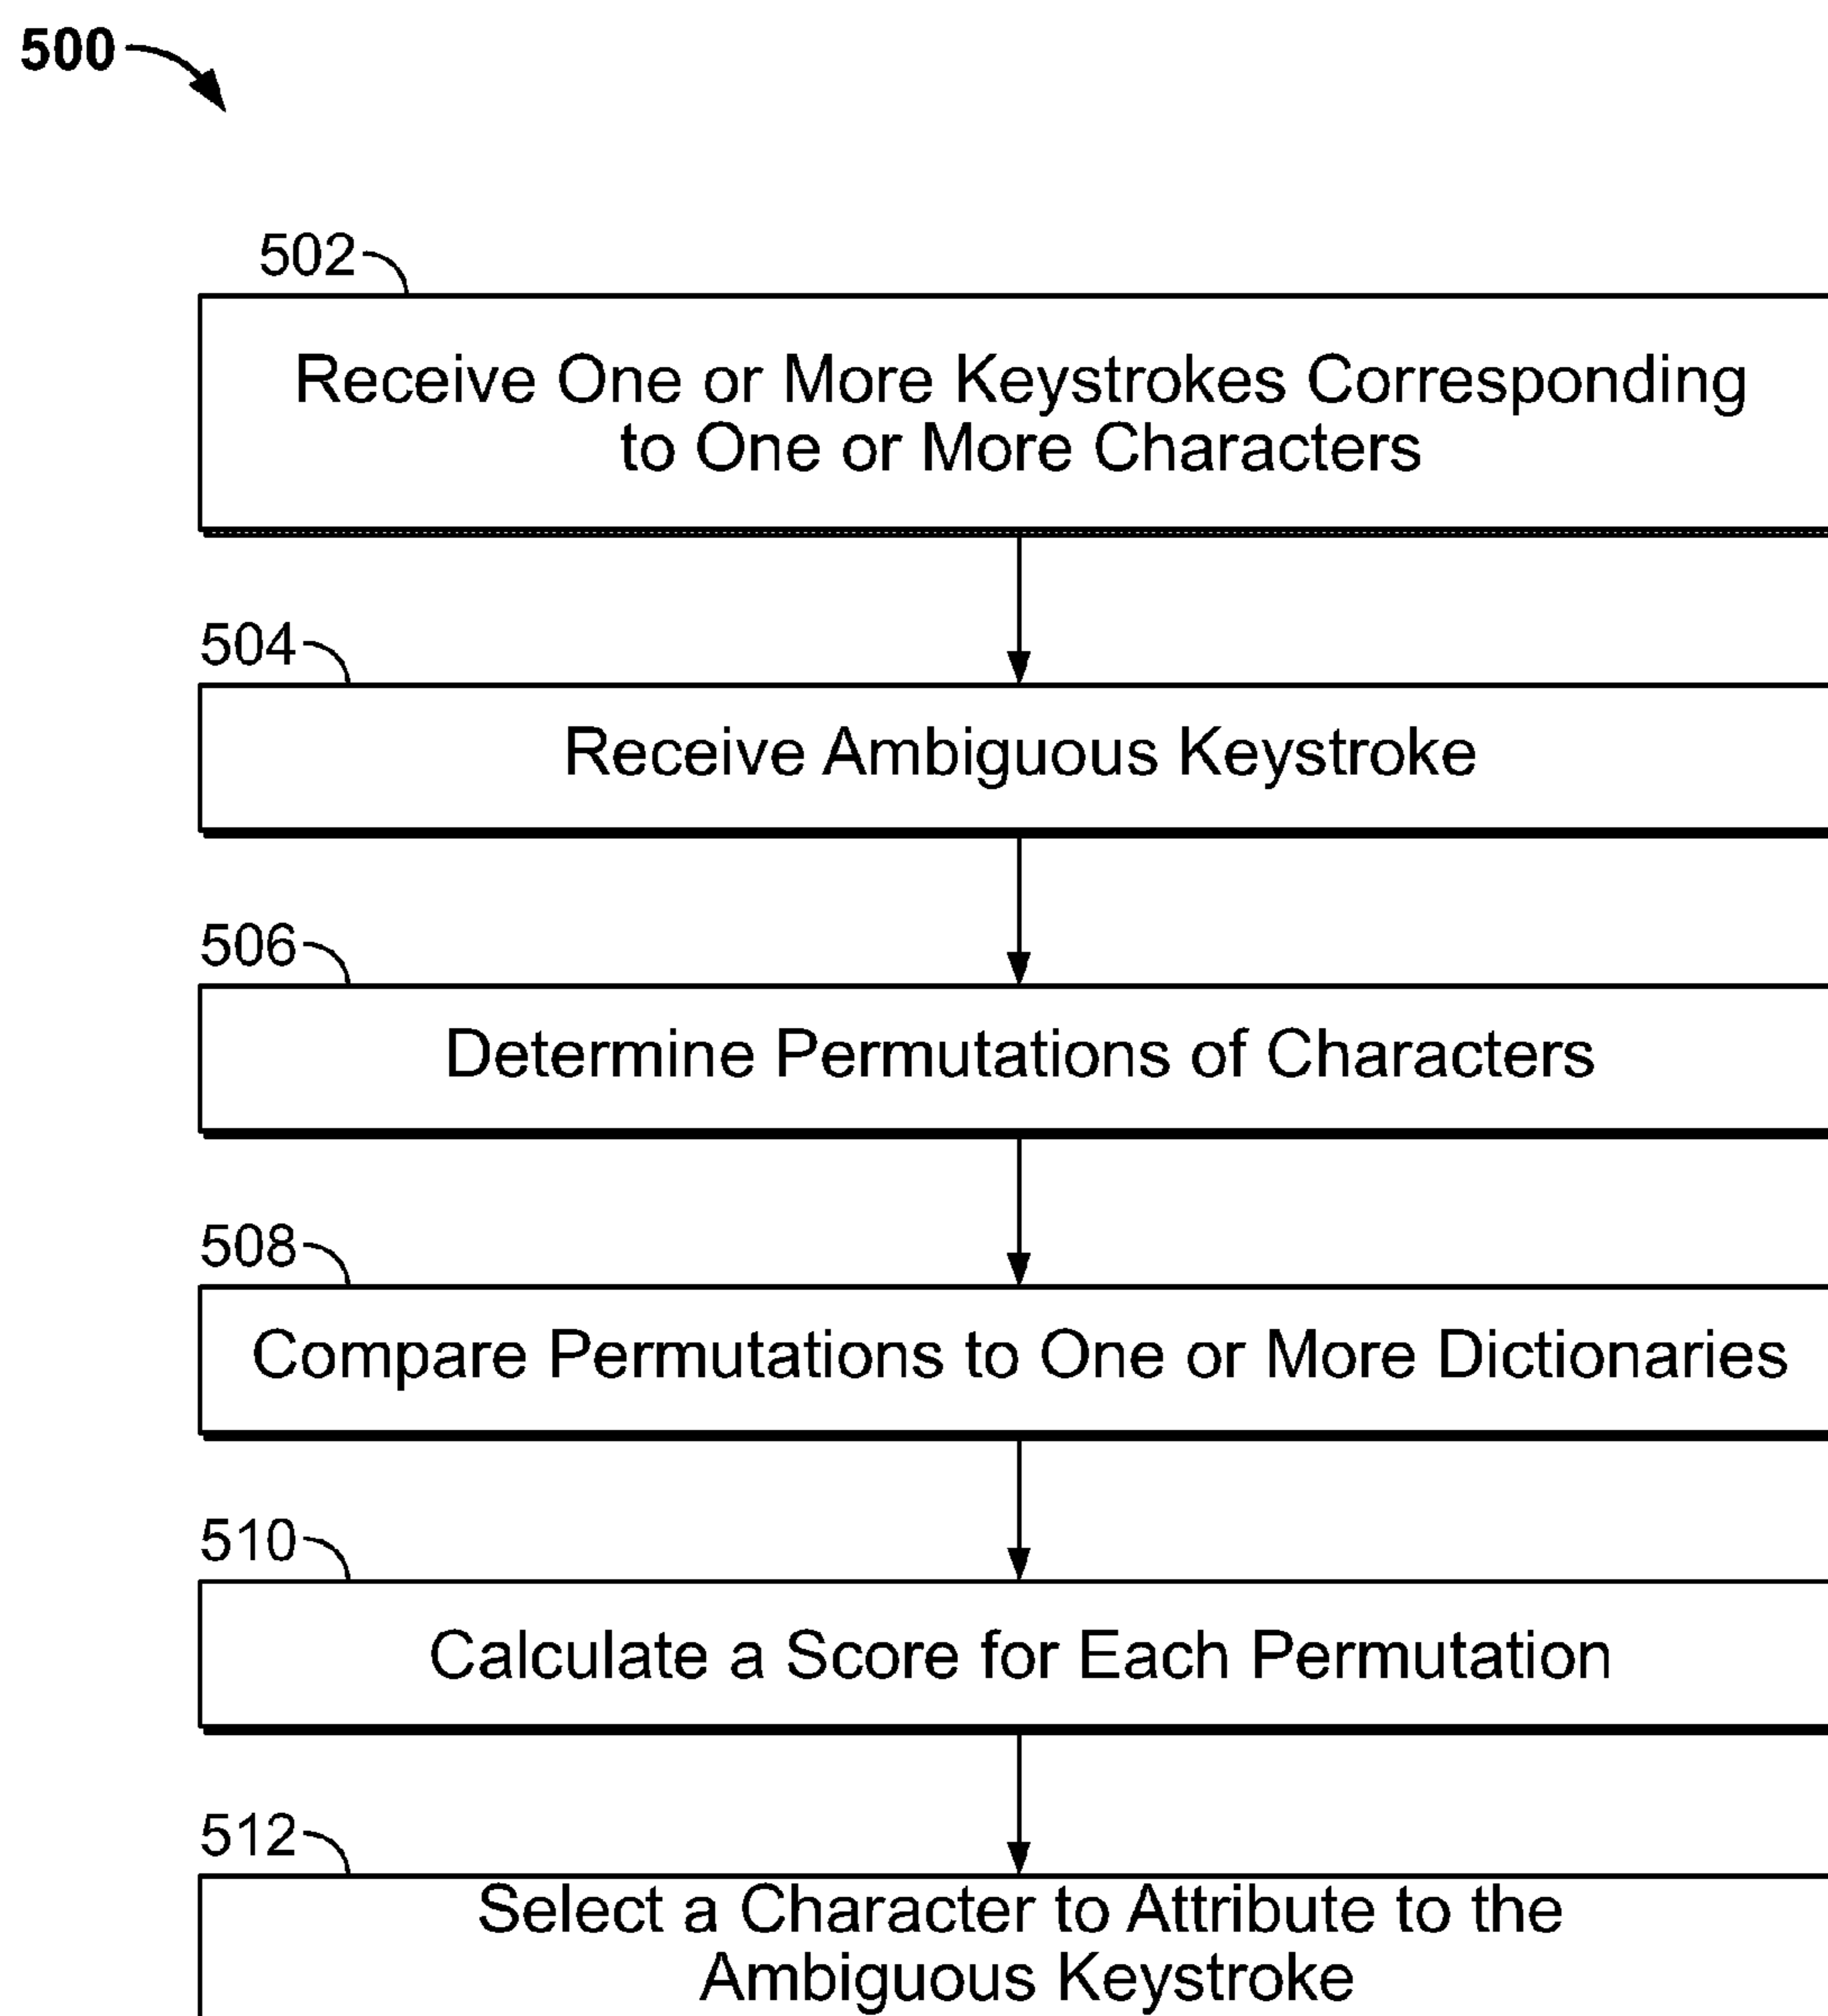 500
502
Receive One or More Keystrokes Corresponding
to One or More Characters
504
Receive Ambiguous Keystroke
506
Determine Permutations of Characters
508
Compare Permutations to One or More Dictionaries
510
Calculate a Score for Each Permutation
512
Select a Character to Attribute to the
Ambiguous Keystroke